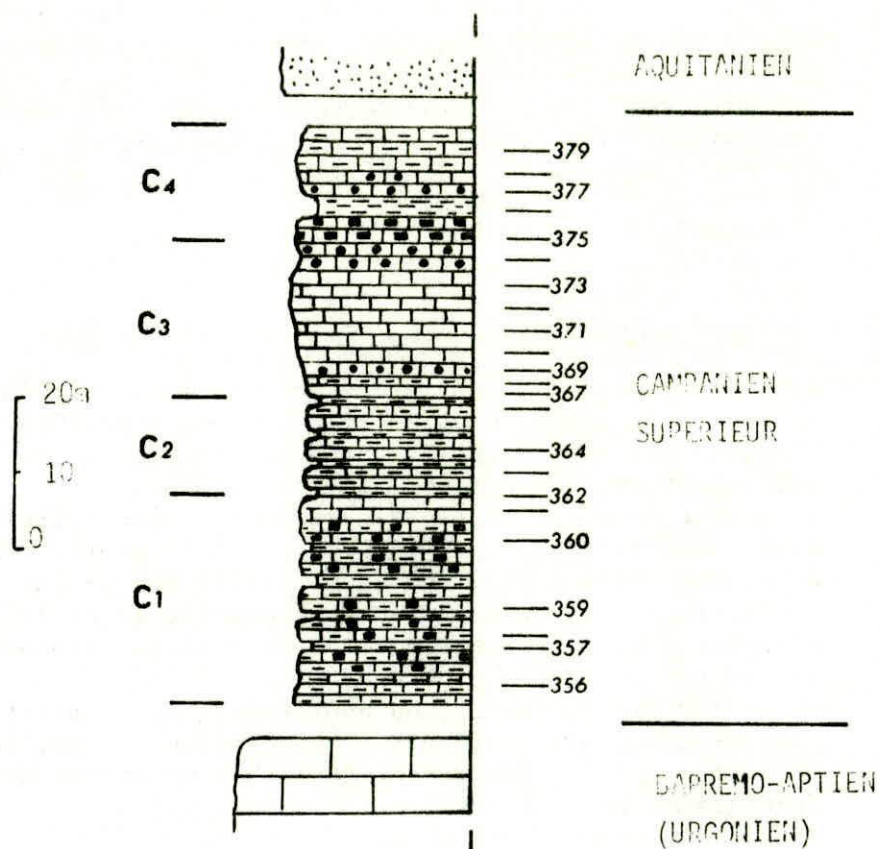 AQUITANIEN
379
C4
377
375
373
C3
371
369
20m
367
CAMPANIEN
SUPERIEUR
C2
364
10
362
0
360
C1
359
357
356
BAPREMO-APTIEN
(URGONIEN)